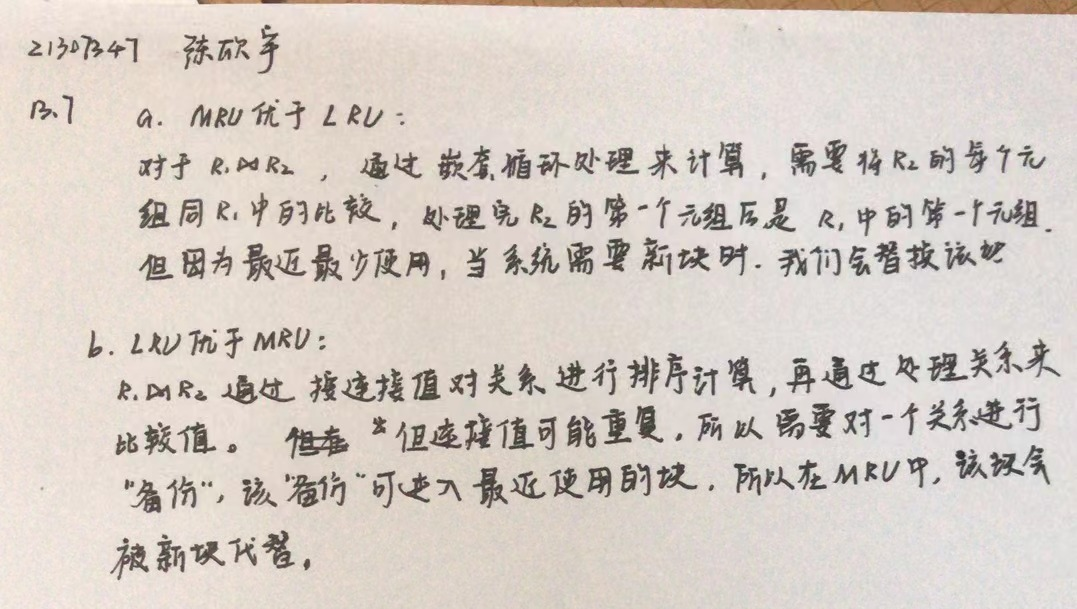 21307347 张欣宇
13.7 a. MRU优于LRU：
对于R₁⋈R₂，通过嵌套循环处理来计算，需要将R₂的每个元
组同R₁中的比较，处理完R₂的第一个元组后是R₁中的第一个元组.
但因为最近最少使用，当系统需要新块时.我们会替换该块
b. LRU优于MRU：
R₁⋈R₂通过按连接值对关系进行排序计算，再通过处理关系来
比较值。但连接值可能重复，所以需要对一个关系进行
“备份”，该“备份”可进入最近使用的块.所以在MRU中，该块会
被新块代替，